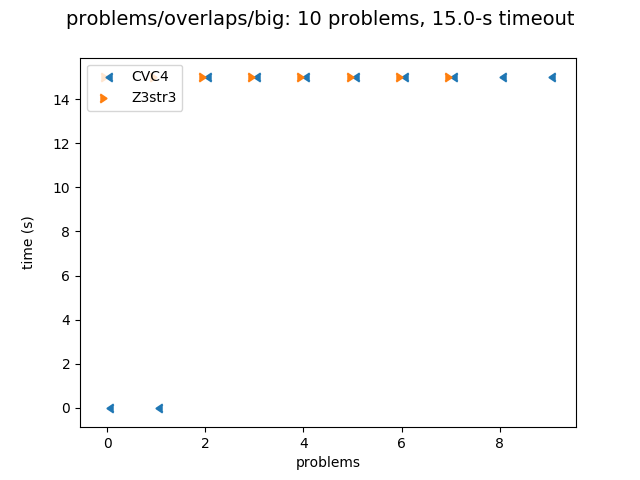 problems/overlaps/big: 10 problems, 15.0-s timeout
CVC4
Z3str3
14
12
10
8
6
4
2
0
time (s)
0 2 4 6 8
problems